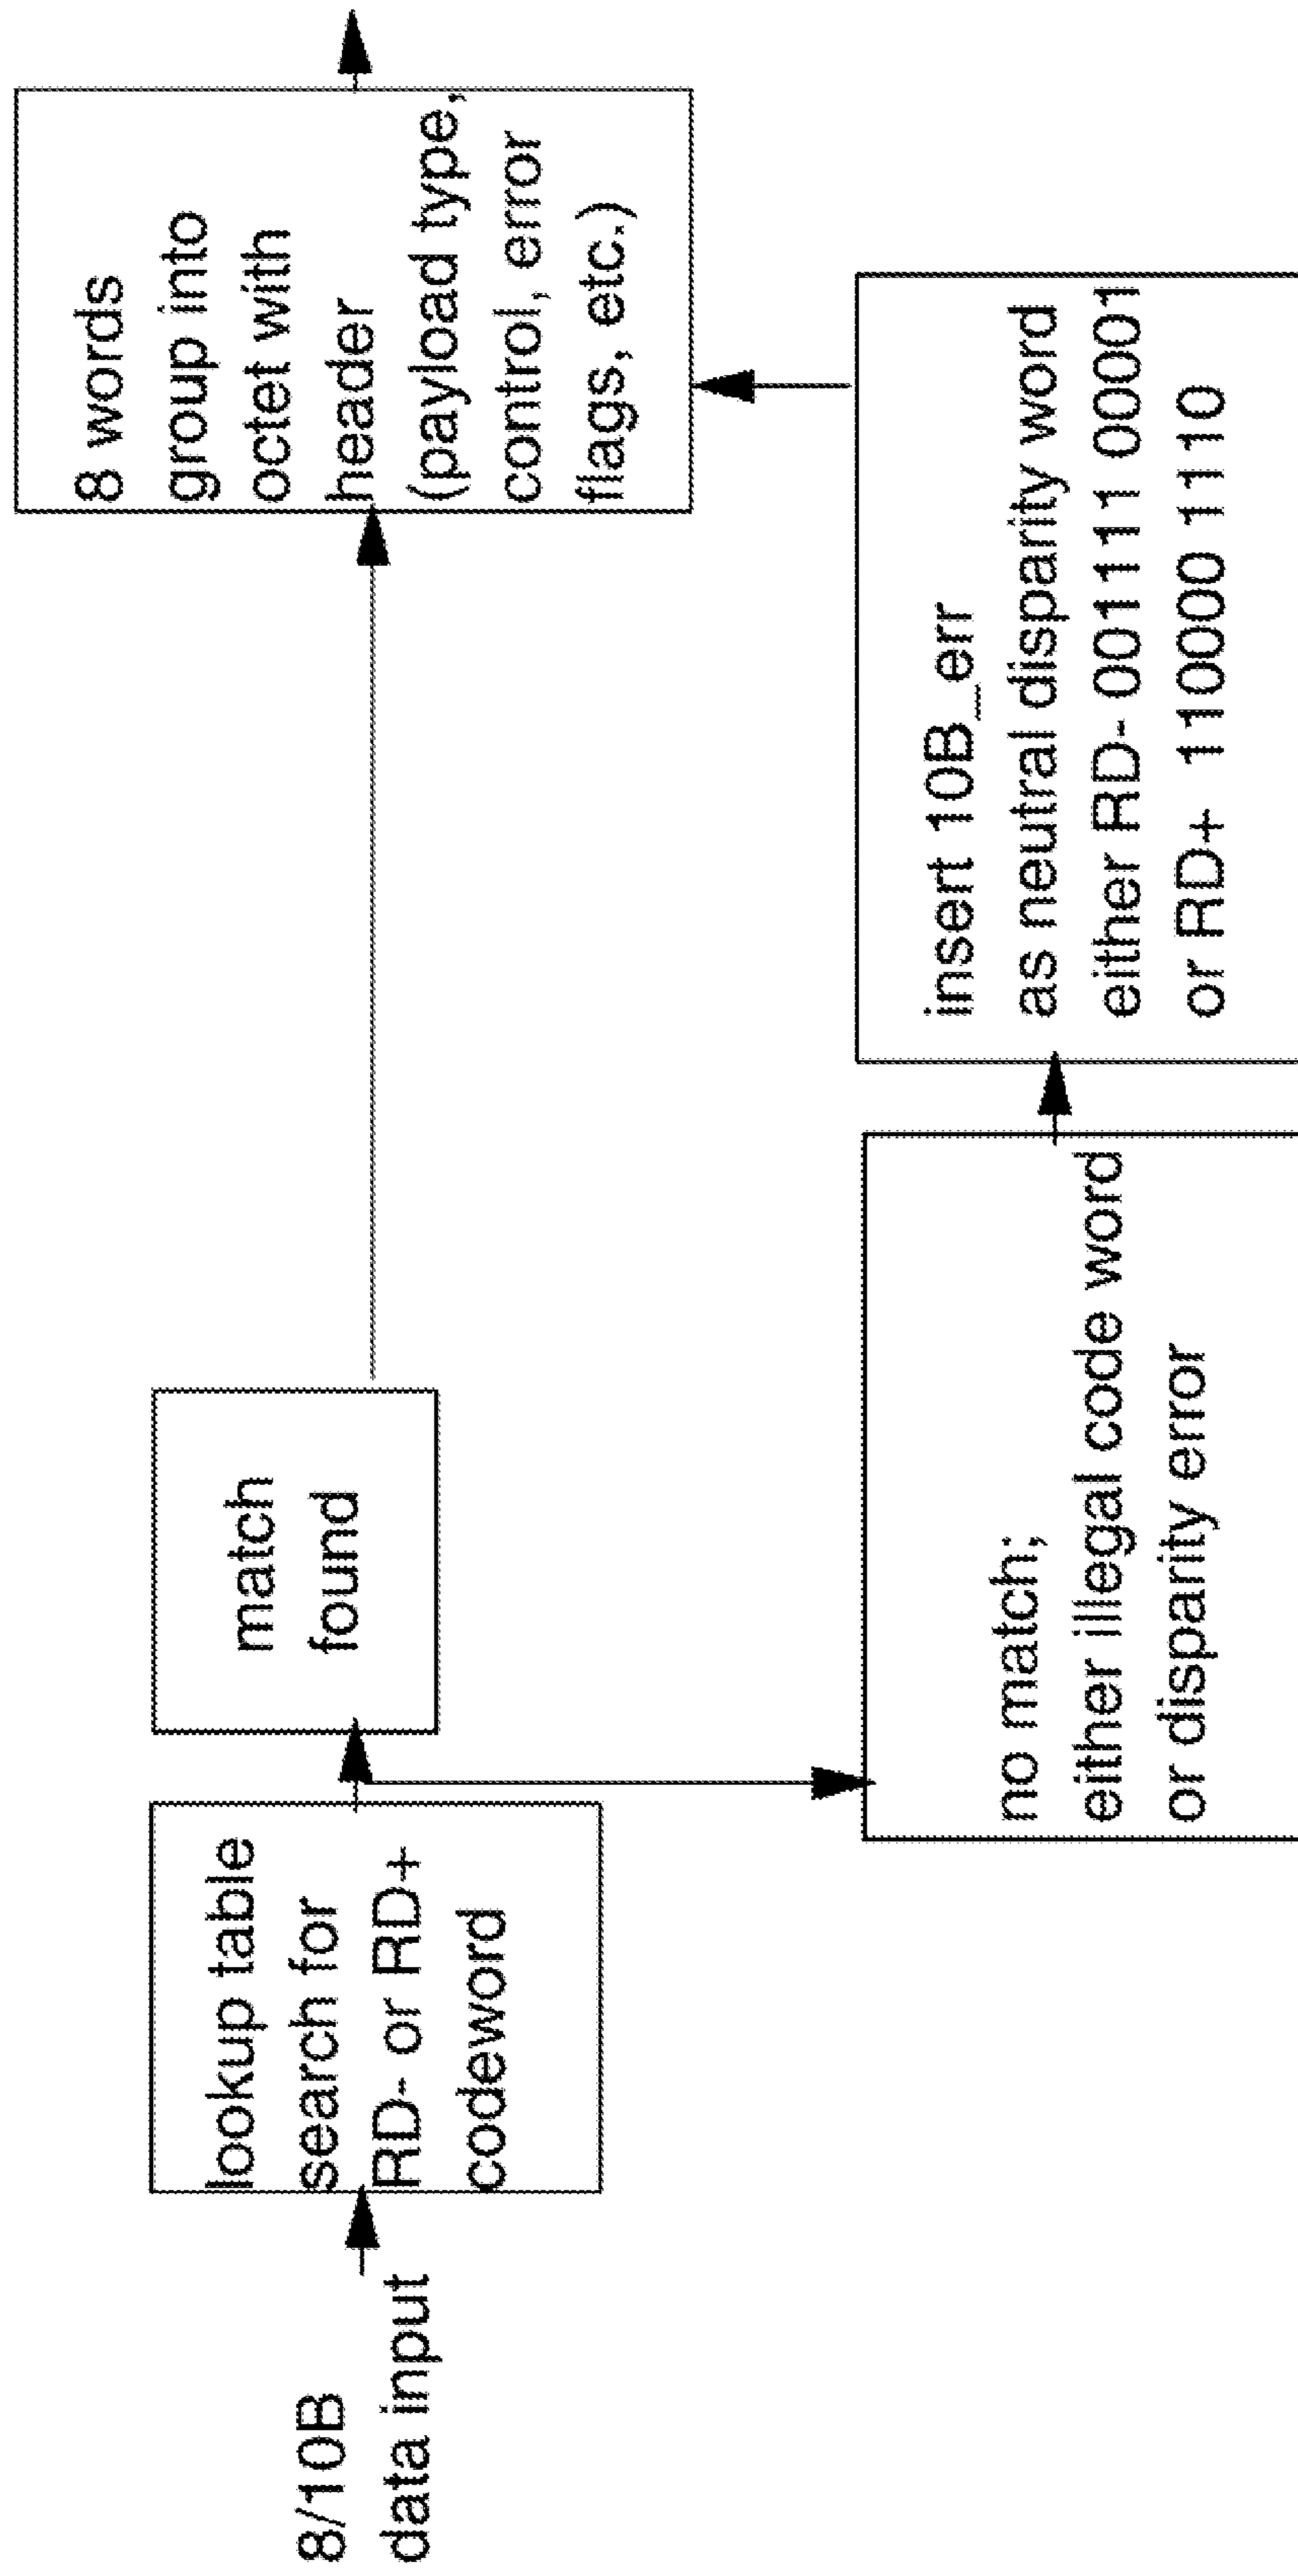 8/10B
data input
lookup table
search for
RD- or RD+
codeword
match
found
no match;
either illegal code word
or disparity error
insert 10B_err
as neutral disparity word
either RD- 001111 00001
or RD+ 110000 1110
8 words
group into
octet with
header
(payload type,
control, error
flags, etc.)